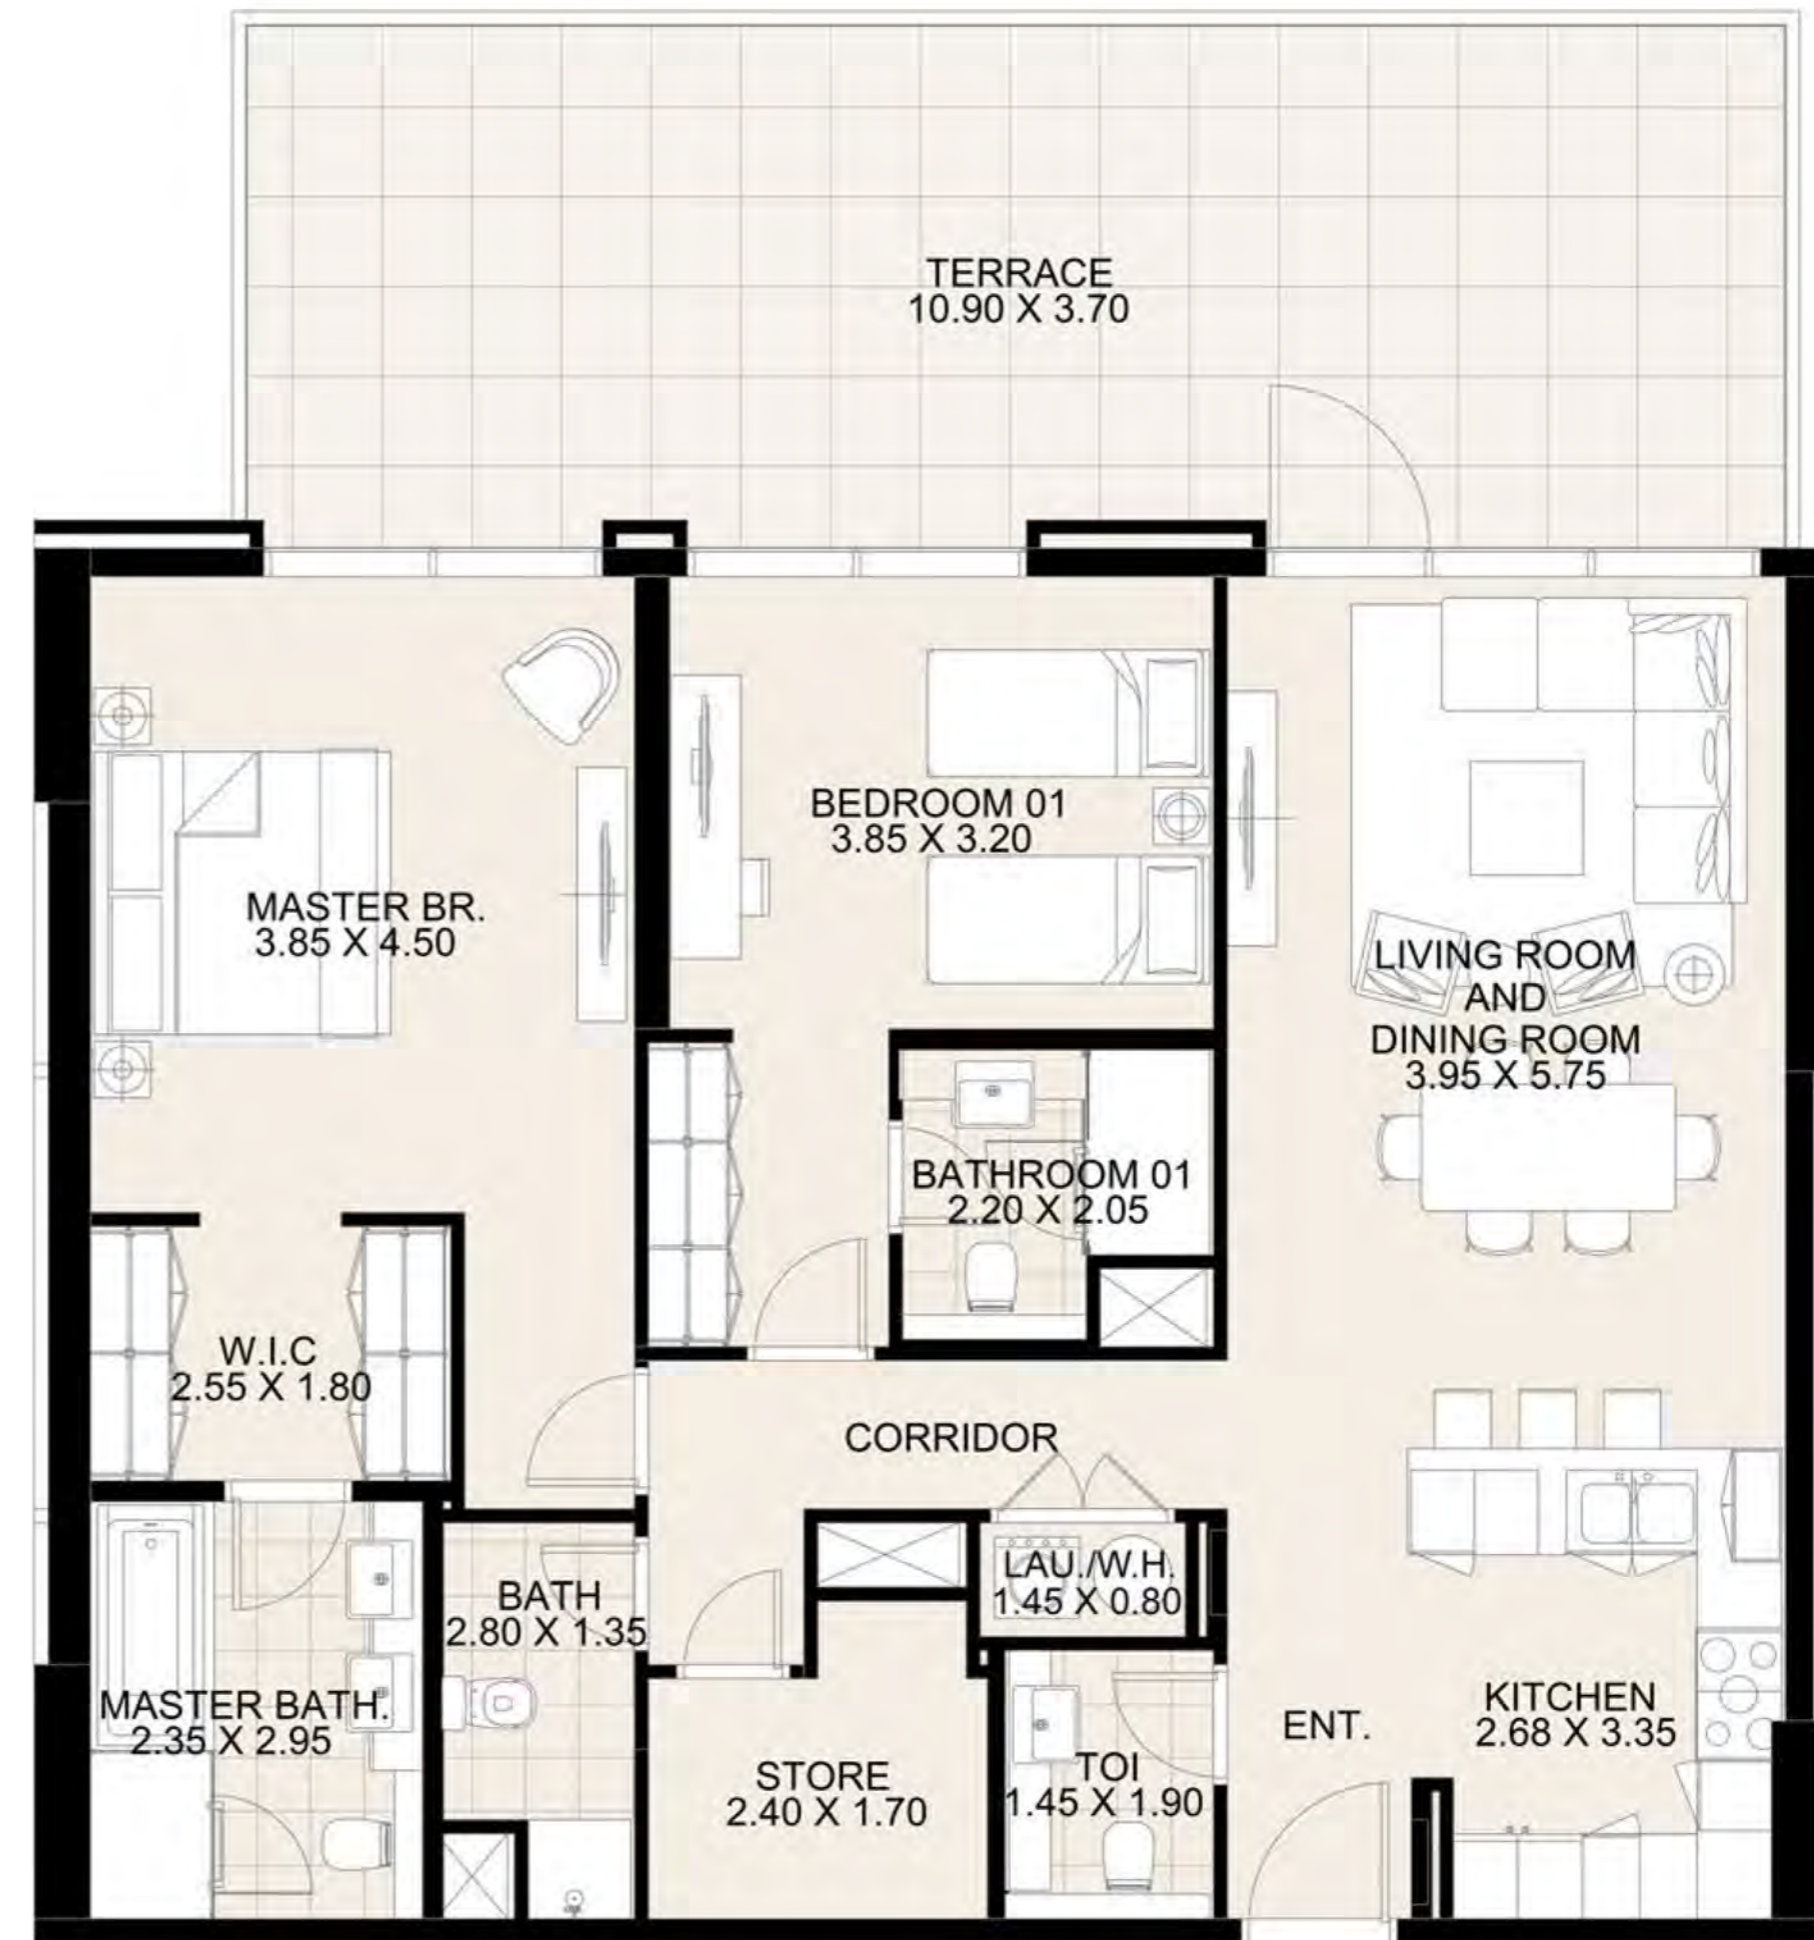 TERRACE
10.90 X 3.70
BEDROOM 01
3.85 X 3.20
MASTER BR.
3.85 X 4.50
LIVING ROOM
AND
DINING ROOM
3.95 X 5.75
BATHROOM 01
2.20 X 2.05
W.I.C
2.55 X 1.80
CORRIDOR
LAU./W.H.
1.45 X 0.80
BATH
2.80 X 1.35
MASTER BATH.
2.35 X 2.95
STORE
2.40 X 1.70
TOI
1.45 X 1.90
ENT.
KITCHEN
2.68 X 3.35